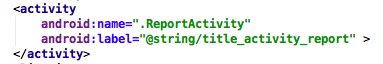 <activity
android:name=".ReportActivity"
android:label="@string/title_activity_report" >
</activity>